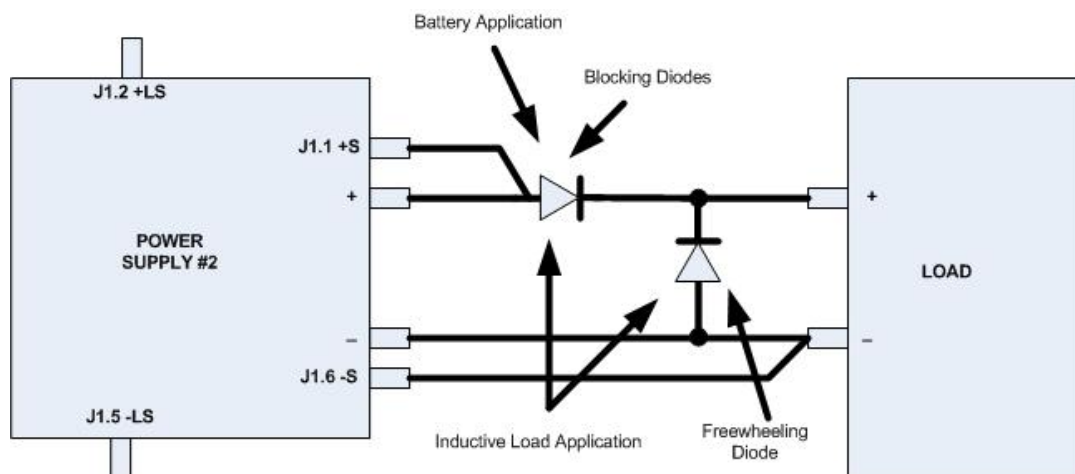 Battery Application
Blocking Diodes
J1.2 +LS
J1.1 +S
+
+
POWER
SUPPLY #2
LOAD
–
–
J1.6 -S
J1.5 -LS
Inductive Load Application
Freewheeling
Diode